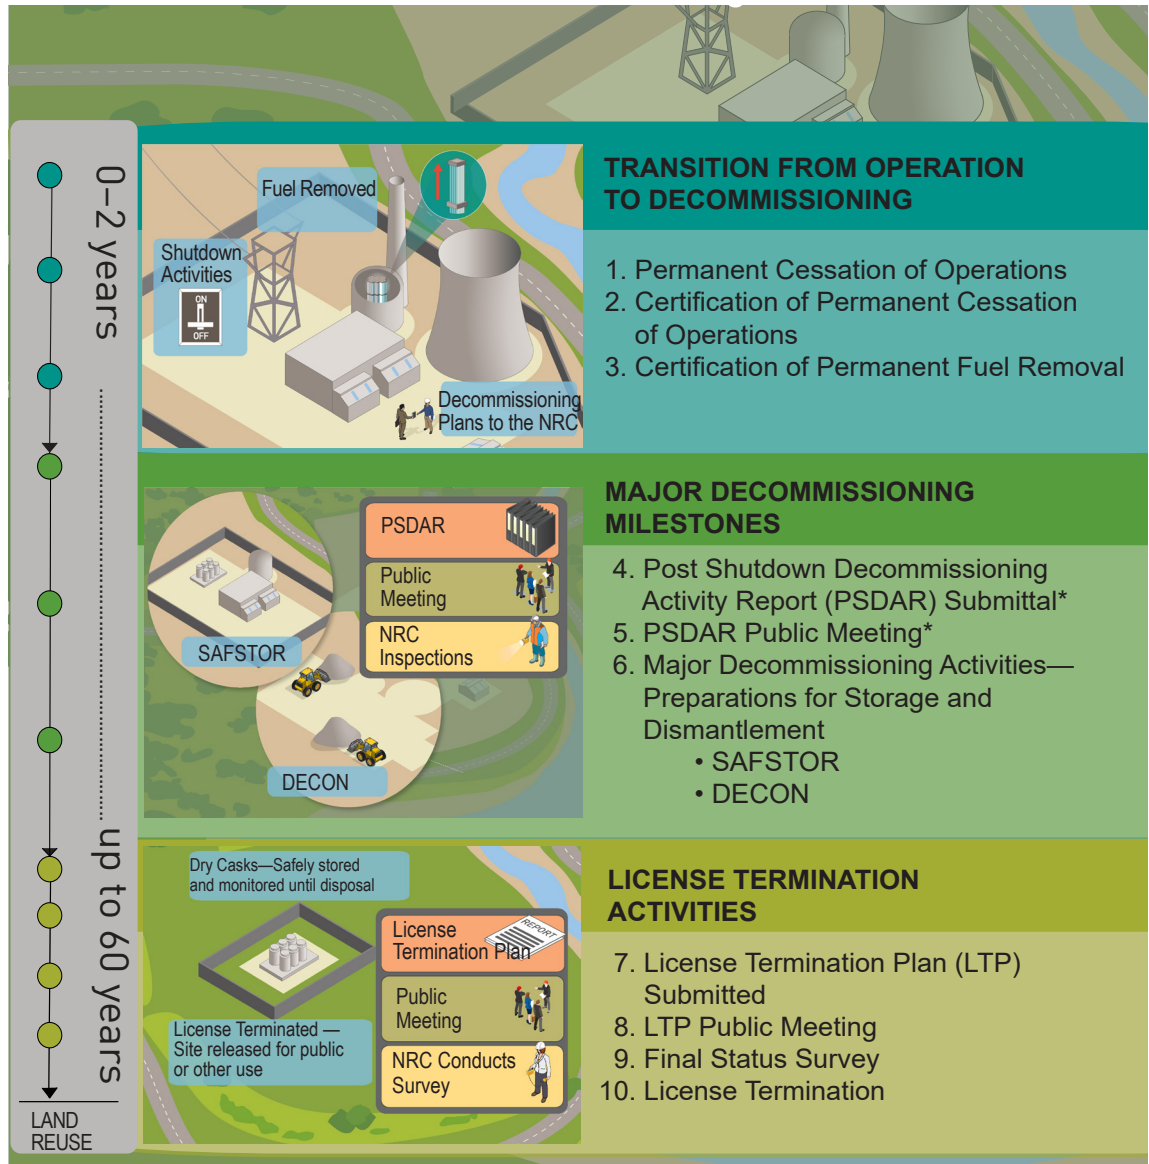 0–2 years
up to 60 years
LAND
REUSE
Fuel Removed
Shutdown
Activities
ON
OFF
Decommissioning
Plans to the NRC
TRANSITION FROM OPERATION
TO DECOMMISSIONING
1. Permanent Cessation of Operations
2. Certification of Permanent Cessation
of Operations
3. Certification of Permanent Fuel Removal
PSDAR
Public
Meeting
NRC
Inspections
SAFSTOR
DECON
MAJOR DECOMMISSIONING
MILESTONES
4. Post Shutdown Decommissioning
Activity Report (PSDAR) Submittal*
5. PSDAR Public Meeting*
6. Major Decommissioning Activities—
Preparations for Storage and
Dismantlement
• SAFSTOR
• DECON
Dry Casks—Safely stored
and monitored until disposal
License
Termination Plan
REPORT
Public
Meeting
NRC Conducts
Survey
License Terminated —
Site released for public
or other use
LICENSE TERMINATION
ACTIVITIES
7. License Termination Plan (LTP)
Submitted
8. LTP Public Meeting
9. Final Status Survey
10. License Termination